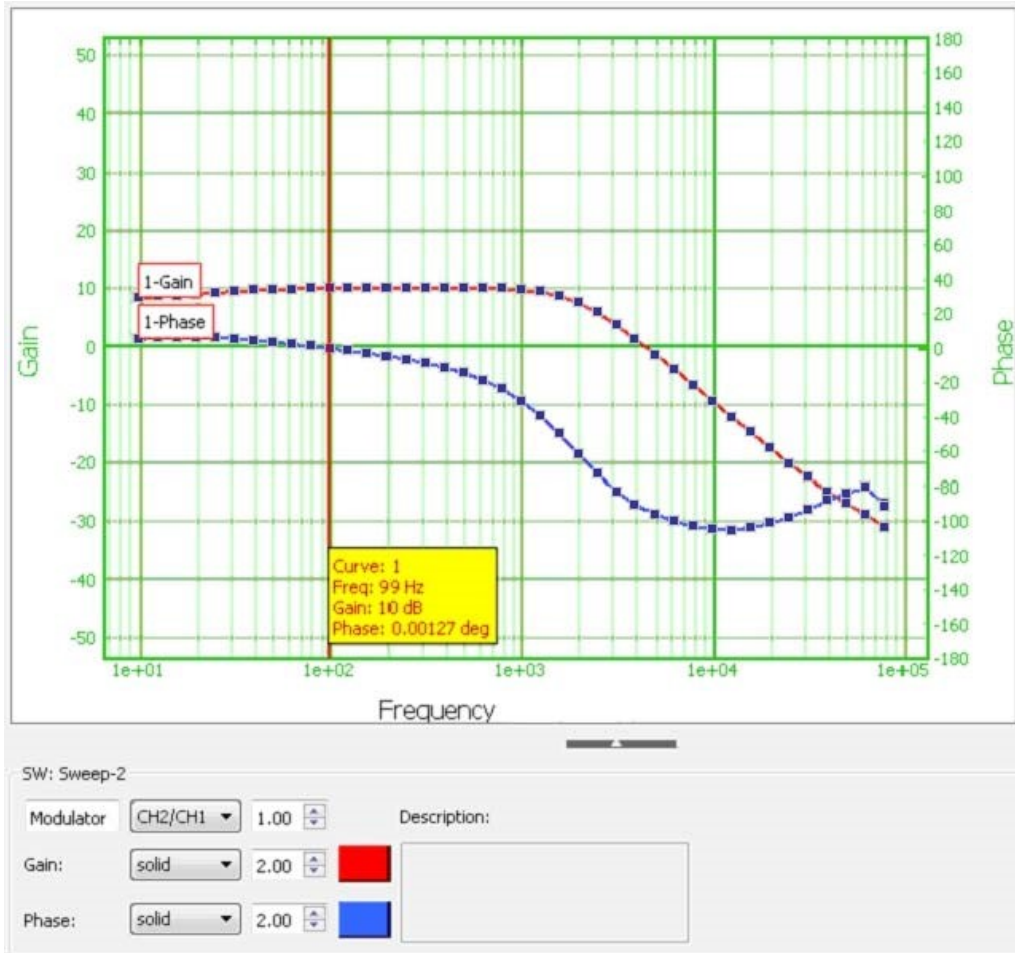 50
40
30
20
10
0
-10
-20
-30
-40
-50
Gain
180
160
140
120
100
80
60
40
20
0
-20
-40
-60
-80
-100
-120
-140
-160
-180
Phase
1-Gain
1-Phase
Curve: 1
Freq: 99 Hz
Gain: 10 dB
Phase: 0.00127 deg
1e+01 1e+02 1e+03 1e+04 1e+05
Frequency
SW: Sweep-2
Modulator CH2/CH1 1.00 Description:
Gain: solid 2.00
Phase: solid 2.00